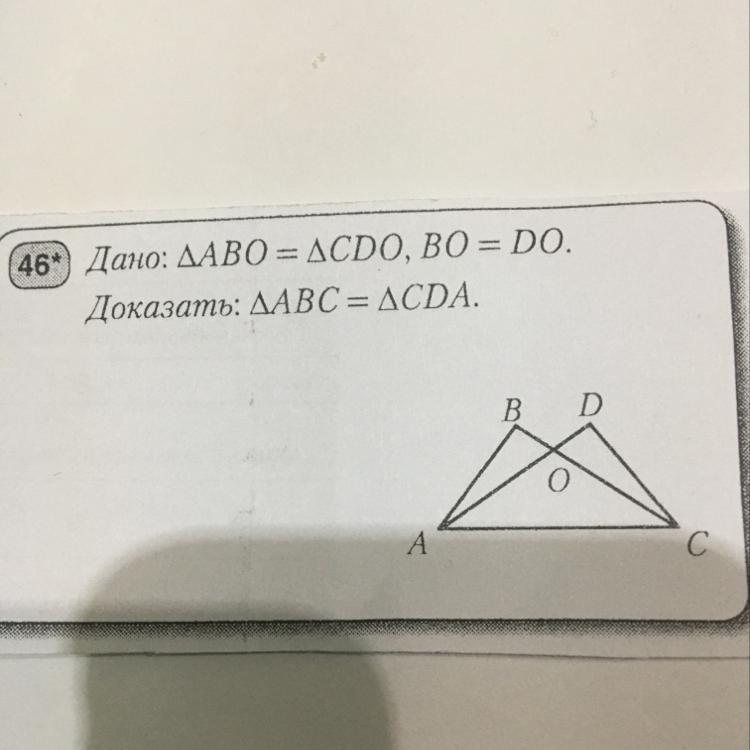 46* Дано: ΔABO = ΔCDO, BO = DO.
Доказать: ΔABC = ΔCDA.
B D
O
A C